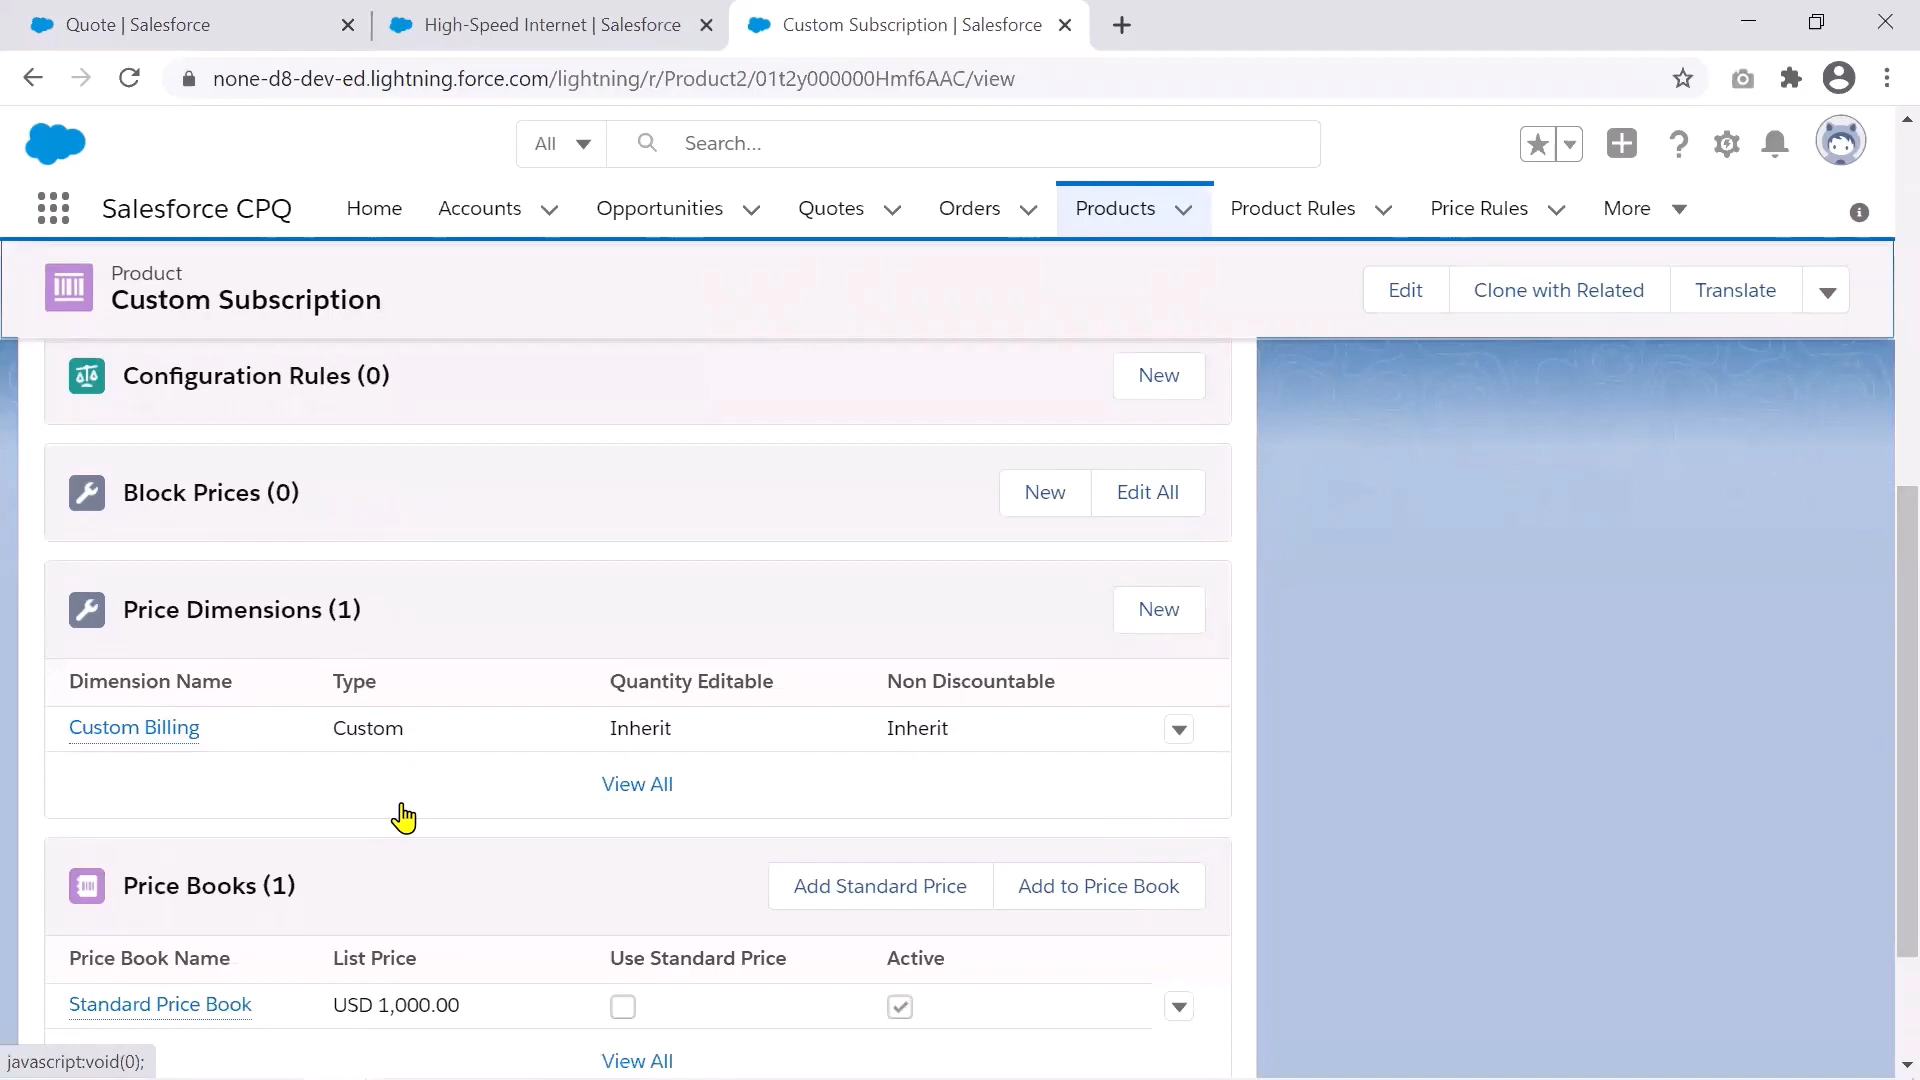 Quote | Salesforce
High-Speed Internet | Salesforce
Custom Subscription | Salesforce
none-d8-dev-ed.lightning.force.com/lightning/r/Product2/01t2y000000Hmf6AAC/view
All
Search...
Salesforce CPQ
Home
Accounts
Opportunities
Quotes
Orders
Products
Product Rules
Price Rules
More
Product
Custom Subscription
Edit
Clone with Related
Translate
Configuration Rules (0)
New
Block Prices (0)
New
Edit All
Price Dimensions (1)
New
Dimension Name Type Quantity Editable Non Discountable
Custom Billing Custom Inherit Inherit
View All
Price Books (1)
Add Standard Price
Add to Price Book
Price Book Name List Price Use Standard Price Active
Standard Price Book USD 1,000.00
View All
javascript:void(0);